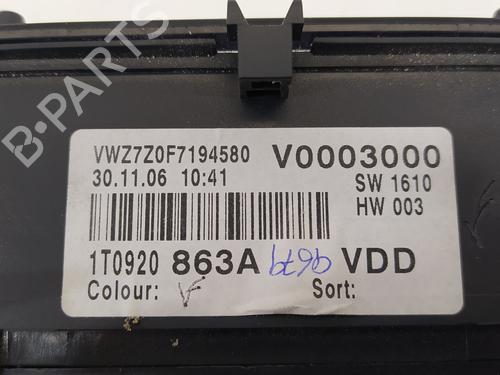 B-PARTS
VWZ7Z0F7194580 V0003000
30.11.06 10:41 SW 1610
HW 003
1T0920 863A VDD
Colour: Sort: